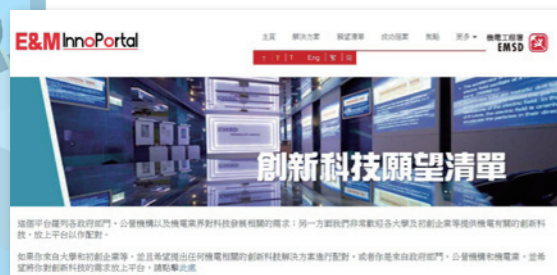 E&M InnoPortal
主頁 解決方案 願望清單 成功個案 焦點 更多
機電工程署
EMSD
T T T Eng 繁 简
創新科技願望清單
這個平台羅列各政府部門、公營機構以及機電業界對科技發展相關的需求；另一方面我們非常歡迎各大學及初創企業等提供機電有關的創新科
技，放上平台以作配對。
如果你來自大學和初創企業等，並且希望提出任何機電相關的創新科技解決方案進行配對，或者你是來自政府部門、公營機構和機電業，並希
望將你對創新科技的需求放上平台，請點擊此處